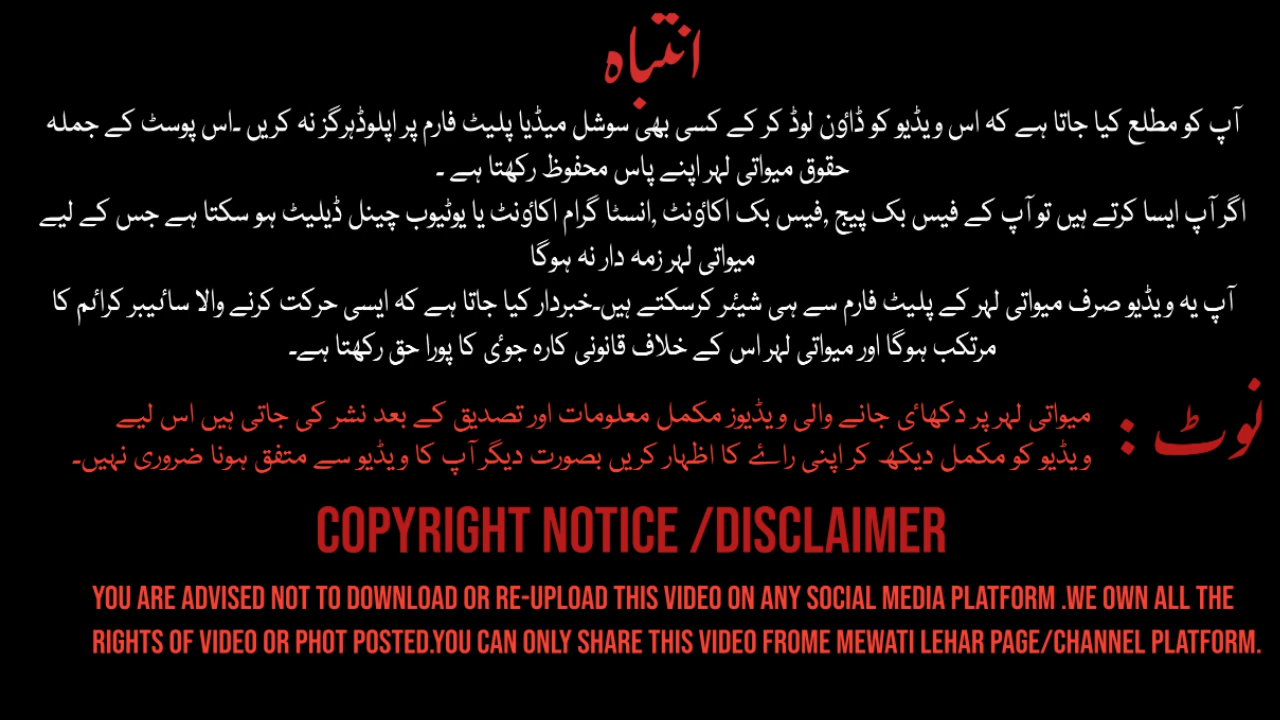 انتباہ
آپ کو مطلع کیا جاتا ہے کہ اس ویڈیو کو ڈاؤن لوڈ کر کے کسی بھی سوشل میڈیا پلیٹ فارم پر اپلوڈہرگز نہ کریں ۔اس پوسٹ کے جملہ
حقوق میواتی لہر اپنے پاس محفوظ رکھتا ہے ۔
اگر آپ ایسا کرتے ہیں تو آپ کے فیس بک پیج ,فیس بک اکاؤنٹ ,انسٹا گرام اکاؤنٹ یا یوٹیوب چینل ڈیلیٹ ہو سکتا ہے جس کے لیے
میواتی لہر زمہ دار نہ ہوگا
آپ یہ ویڈیو صرف میواتی لہر کے پلیٹ فارم سے ہی شیئر کرسکتے ہیں۔خبردار کیا جاتا ہے کہ ایسی حرکت کرنے والا سائیبر کرائم کا
مرتکب ہوگا اور میواتی لہر اس کے خلاف قانونی کارہ جوئی کا پورا حق رکھتا ہے۔
نوٹ :
میواتی لہر پر دکھائی جانے والی ویڈیوز مکمل معلومات اور تصدیق کے بعد نشر کی جاتی ہیں اس لیے
ویڈیو کو مکمل دیکھ کر اپنی رائے کا اظہار کریں بصورت دیگر آپ کا ویڈیو سے متفق ہونا ضروری نہیں۔
COPYRIGHT NOTICE /DISCLAIMER
YOU ARE ADVISED NOT TO DOWNLOAD OR RE-UPLOAD THIS VIDEO ON ANY SOCIAL MEDIA PLATFORM .WE OWN ALL THE
RIGHTS OF VIDEO OR PHOT POSTED.YOU CAN ONLY SHARE THIS VIDEO FROME MEWATI LEHAR PAGE/CHANNEL PLATFORM.